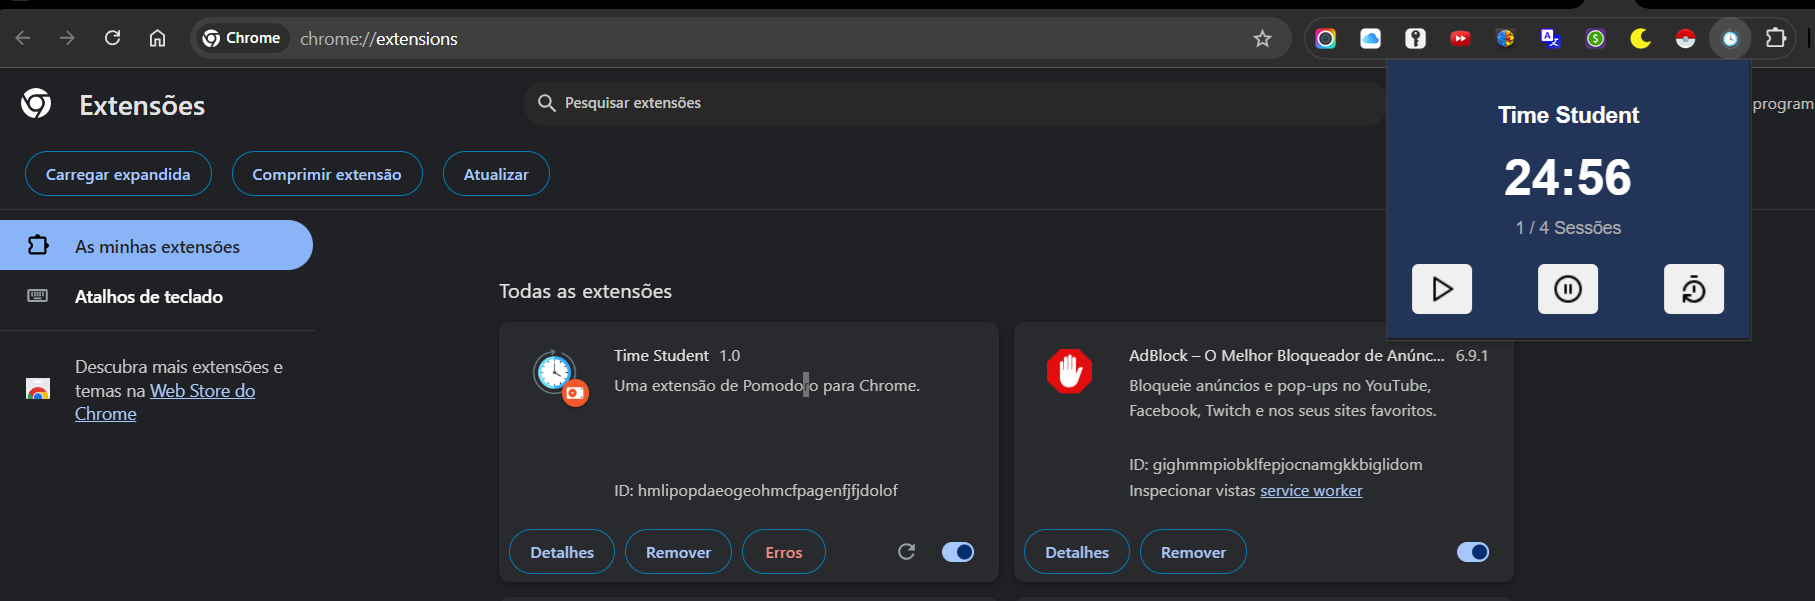 Chrome
chrome://extensions
Extensões
Pesquisar extensões
program
Carregar expandida
Comprimir extensão
Atualizar
Time Student
24:56
1 / 4 Sessões
As minhas extensões
Atalhos de teclado
Descubra mais extensões e
temas na Web Store do
Chrome
Todas as extensões
Time Student 1.0
Uma extensão de Pomodoro para Chrome.
ID: hmlipopdaeogeohmcfpagenfjfjdolof
Detalhes
Remover
Erros
AdBlock – O Melhor Bloqueador de Anúnc... 6.9.1
Bloqueie anúncios e pop-ups no YouTube,
Facebook, Twitch e nos seus sites favoritos.
ID: gighmmpiobklfepjocnamgkkbiglidom
Inspecionar vistas service worker
Detalhes
Remover